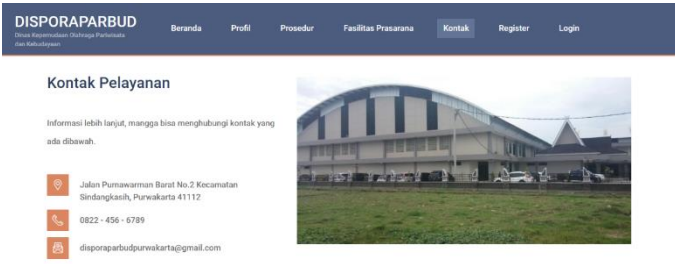 DISPORAPARBUD
Dinas Kepemudaan Olahraga Pariwisata
dan Kebudayaan
Beranda Profil Prosedur Fasilitas Prasarana Kontak Register Login
Kontak Pelayanan
Informasi lebih lanjut, mangga bisa menghubungi kontak yang
ada dibawah.
Jalan Purnawarman Barat No.2 Kecamatan
Sindangkasih, Purwakarta 41112
0822 - 456 - 6789
disporaparbudpurwakarta@gmail.com